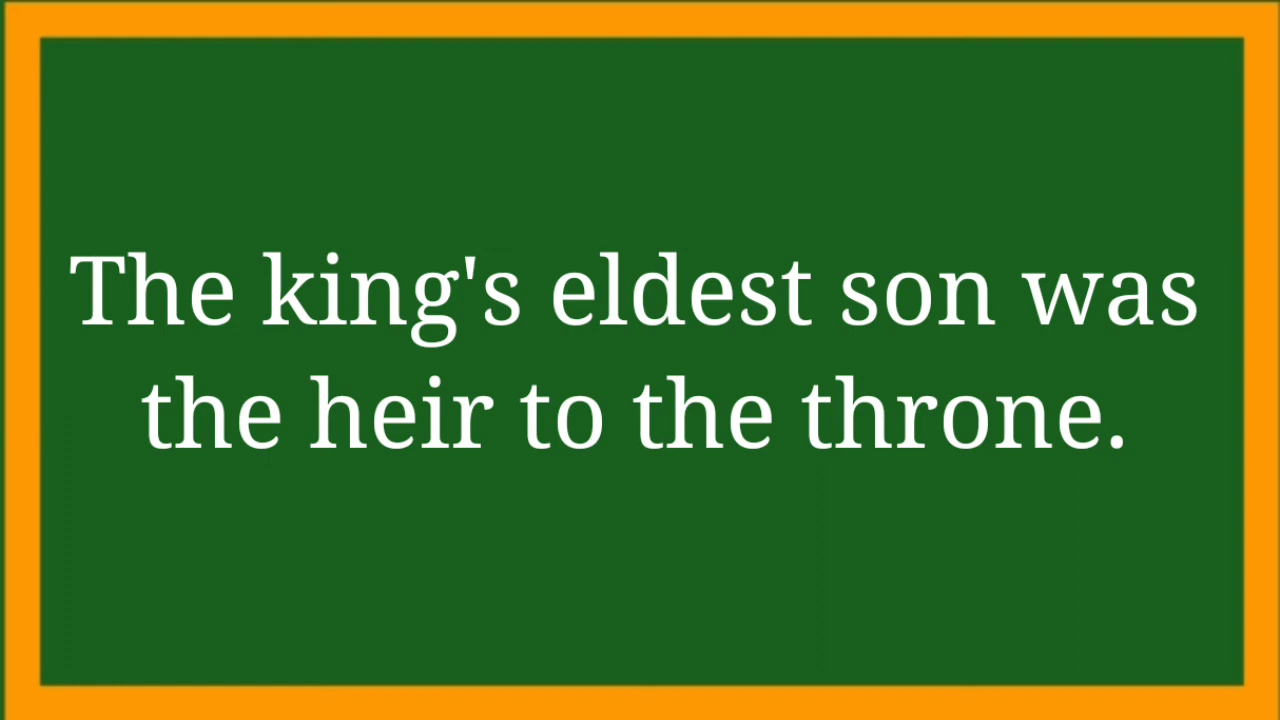 The king's eldest son was
the heir to the throne.